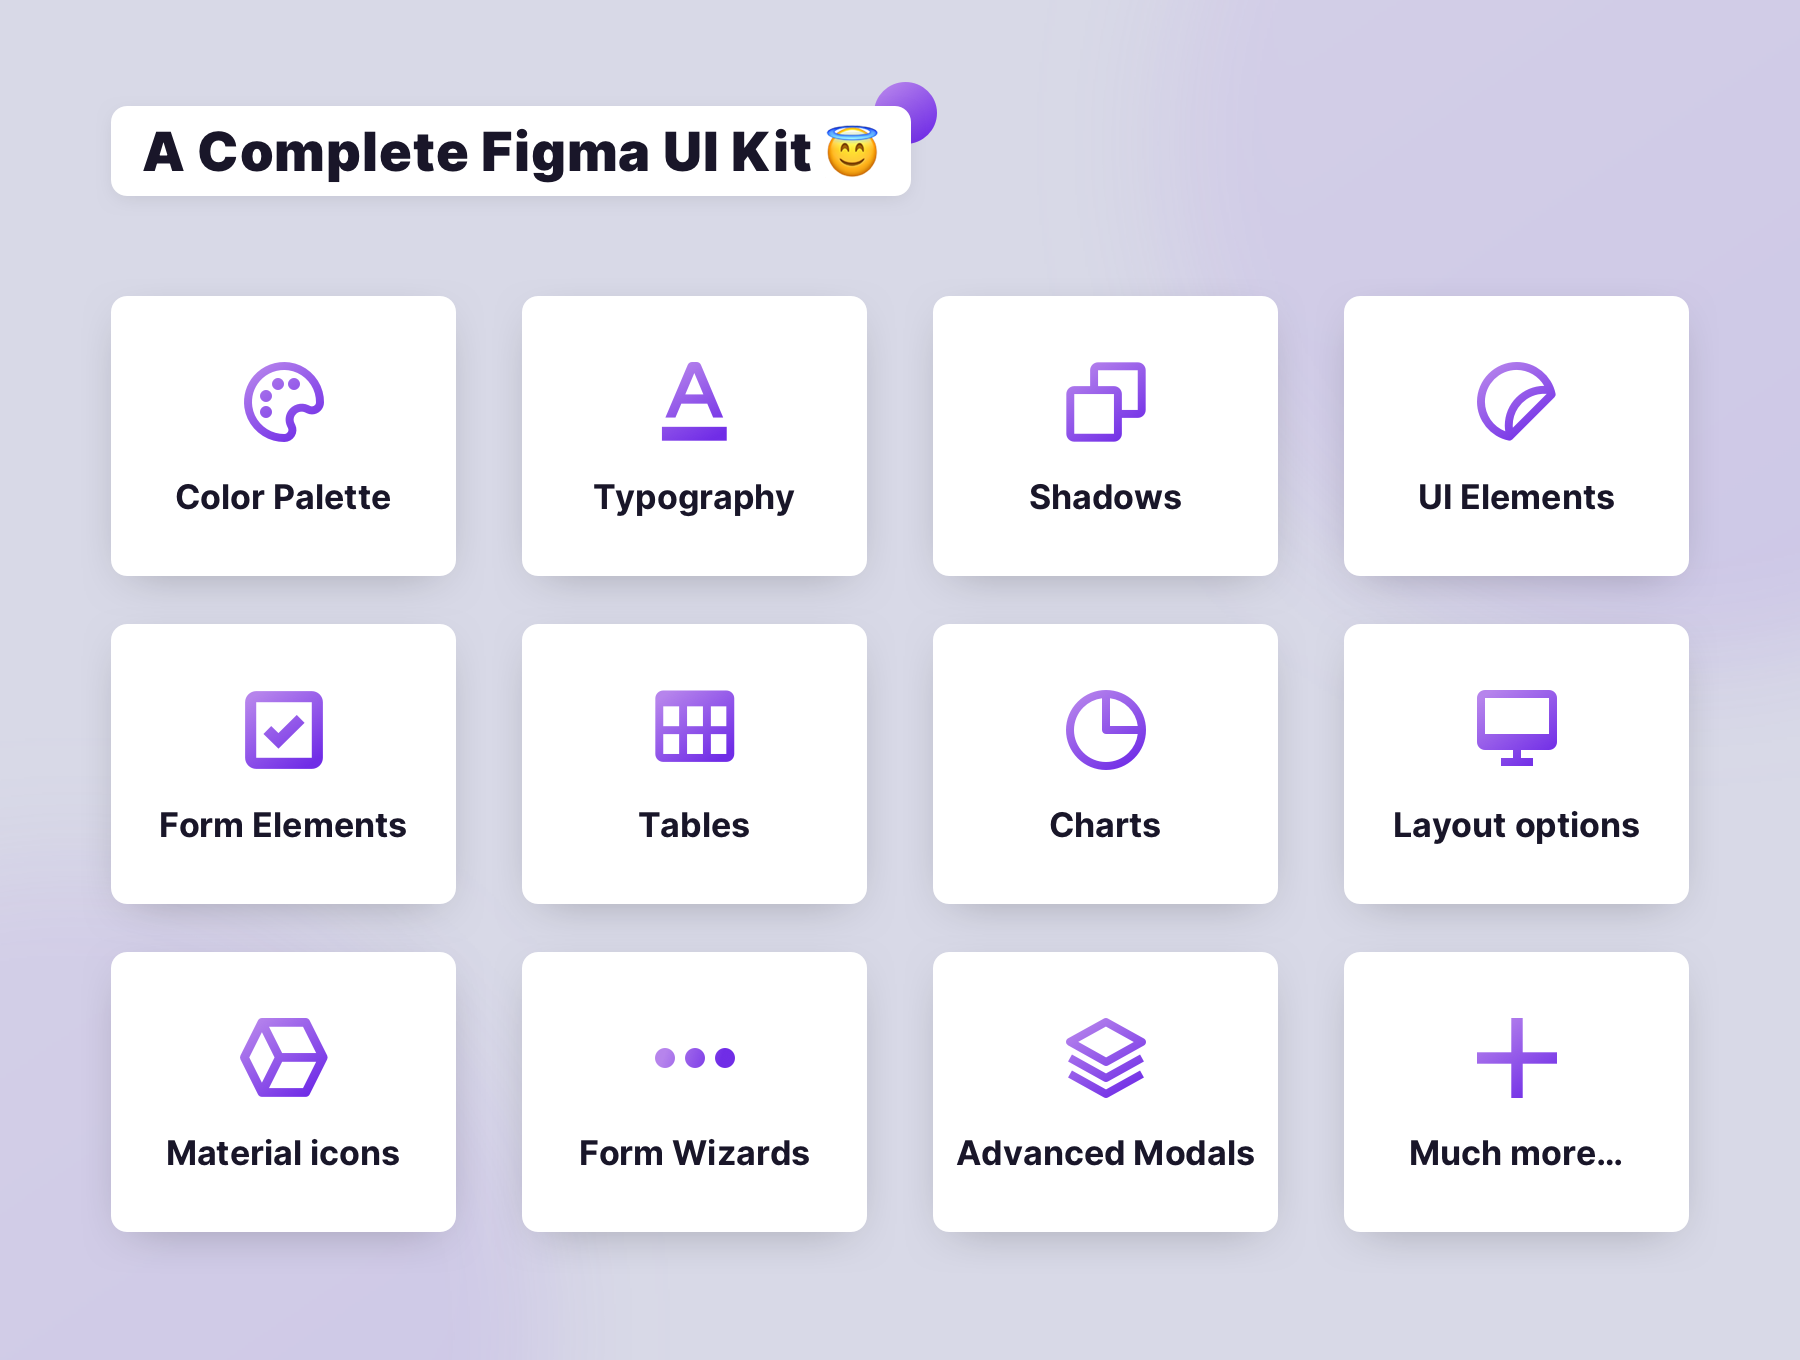 A Complete Figma UI Kit 😇
Color Palette
Typography
Shadows
UI Elements
Form Elements
Tables
Charts
Layout options
Material icons
Form Wizards
Advanced Modals
Much more...